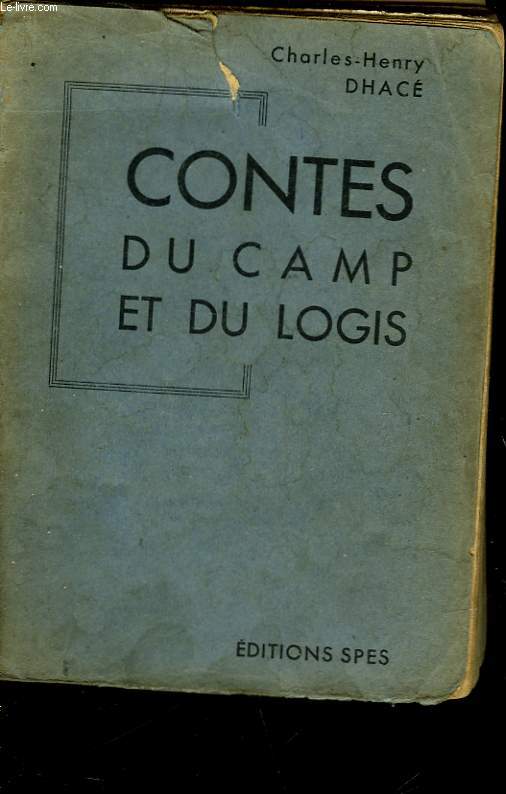 Le-livre.com
Charles-Henry
DHACÉ
CONTES
DU CAMP
ET DU LOGIS
ÉDITIONS SPES